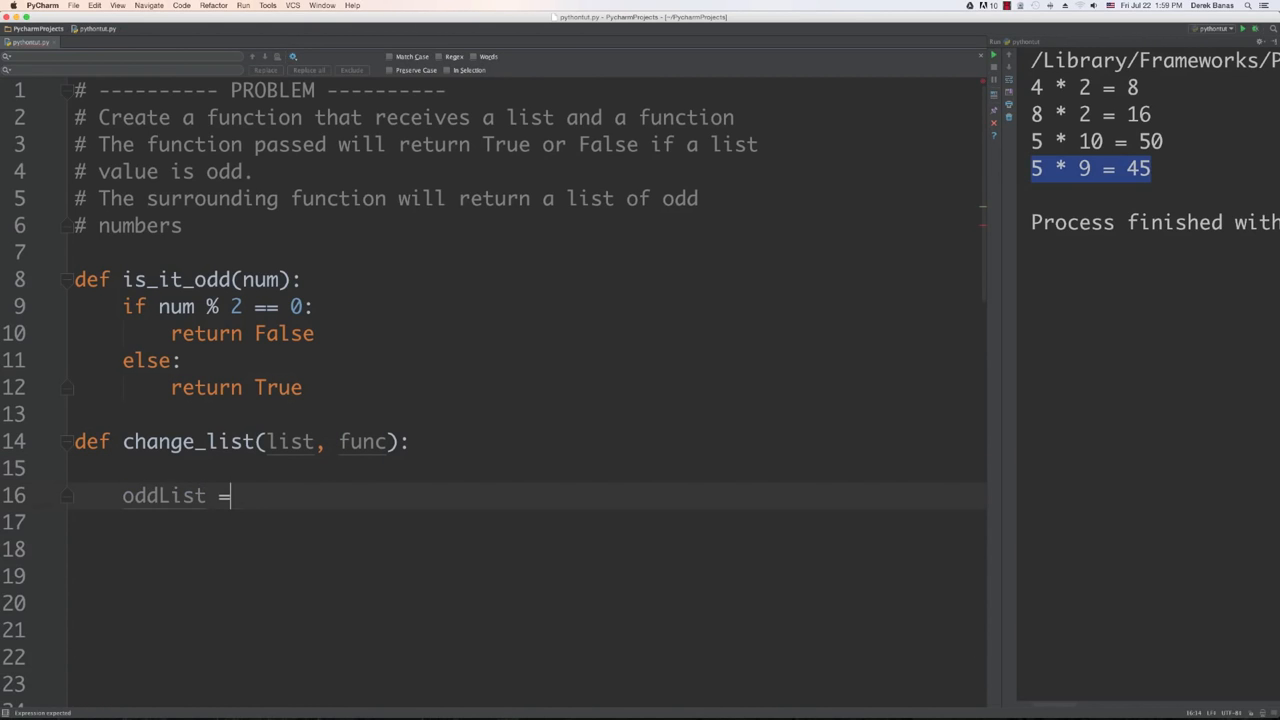 PyCharm File Edit View Navigate Code Refactor Run Tools VCS Window Help
10 Fri Jul 22 1:59 PM Derek Banas
pythontut.py - PycharmProjects - [~/PycharmProjects]
PycharmProjects pythontut.py pythontut
pythontut.py
Run pythontut
Match Case Regex Words
Replace Replace all Exclude Preserve Case In Selection
1 # ---------- PROBLEM ----------
2 # Create a function that receives a list and a function
3 # The function passed will return True or False if a list
4 # value is odd.
5 # The surrounding function will return a list of odd
6 # numbers
7
8 def is_it_odd(num):
9 if num % 2 == 0:
10 return False
11 else:
12 return True
13
14 def change_list(list, func):
15
16 oddList =
17
18
19
20
21
22
23
24
/Library/Frameworks/P
4 * 2 = 8
8 * 2 = 16
5 * 10 = 50
5 * 9 = 45
Process finished with
Expression expected
16:14 LF÷ UTF-8÷